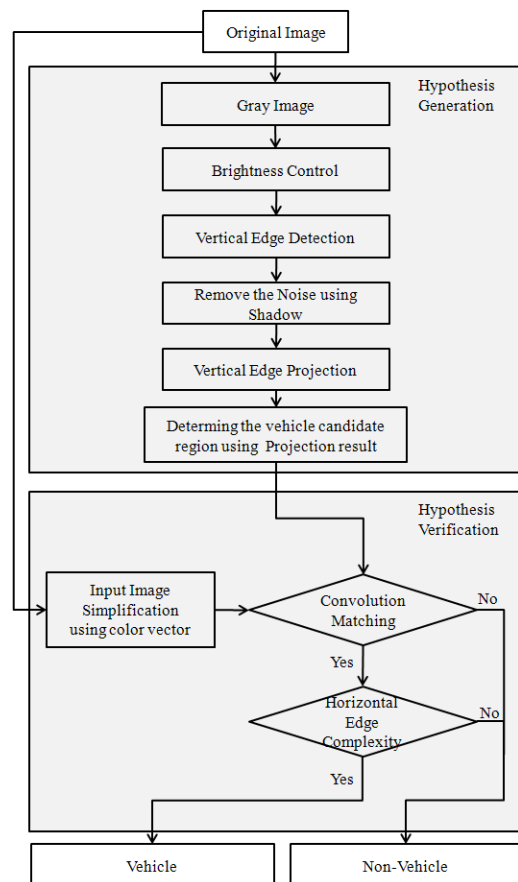 Original Image
Hypothesis
Generation
Gray Image
Brightness Control
Vertical Edge Detection
Remove the Noise using
Shadow
Vertical Edge Projection
Determing the vehicle candidate
region using Projection result
Hypothesis
Verification
Input Image
Simplification
using color vector
Convolution
Matching
No
Yes
Horizontal
Edge
Complexity
No
Yes
Vehicle
Non-Vehicle